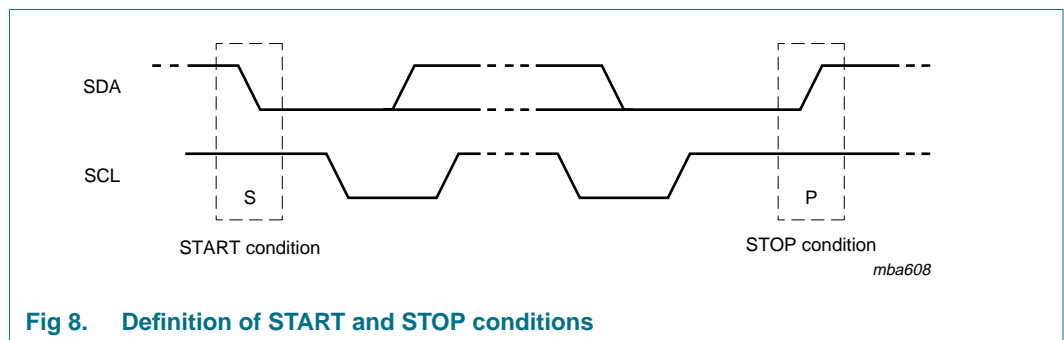 SDA
SCL
S
P
START condition
STOP condition
mba608
Fig 8. Definition of START and STOP conditions